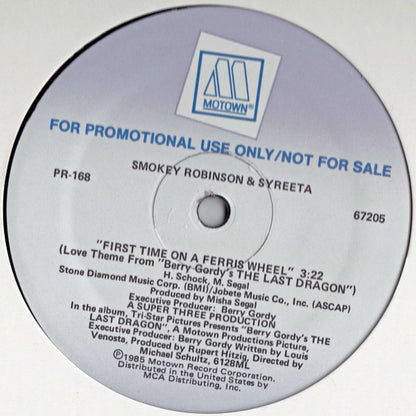 MOTOWN®
FOR PROMOTIONAL USE ONLY/NOT FOR SALE
SMOKEY ROBINSON & SYREETA
PR-168
67205
"FIRST TIME ON A FERRIS WHEEL" 3:22
(Love Theme From "Berry Gordy's THE LAST DRAGON")
H. Schock, M. Segal
Stone Diamond Music Corp. (BMI)/Jobete Music Co., Inc. (ASCAP)
Produced by Misha Segal
Executive Producer: Berry Gordy
A SUPER THREE PRODUCTION
In the album, Tri-Star Pictures Presents "Berry Gordy's THE
LAST DRAGON", A Motown Productions Picture,
Executive Producer: Berry Gordy Written by Louis
Venosta, Produced by Rupert Hitzig, Directed by
Michael Schultz, 6128ML
℗1985 Motown Record Corporation.
Distributed in the United States by
MCA Distributing, Inc.